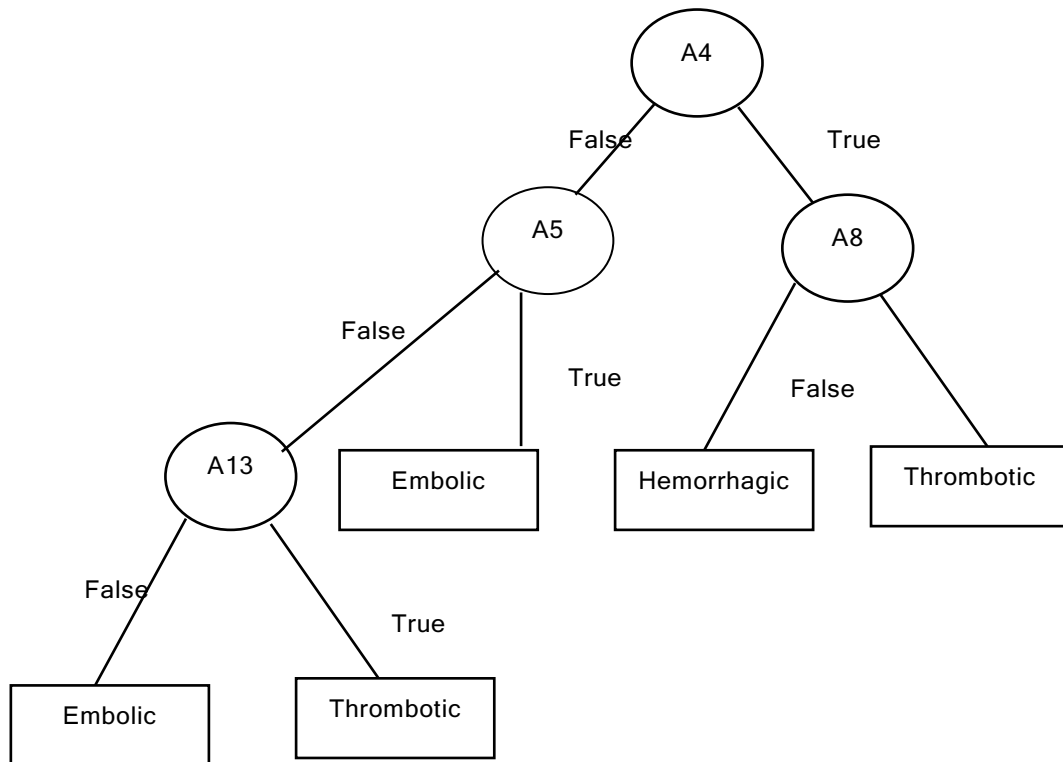 A4
False
True
A5
A8
False
True
False
A13
Embolic
Hemorrhagic
Thrombotic
False
True
Embolic
Thrombotic